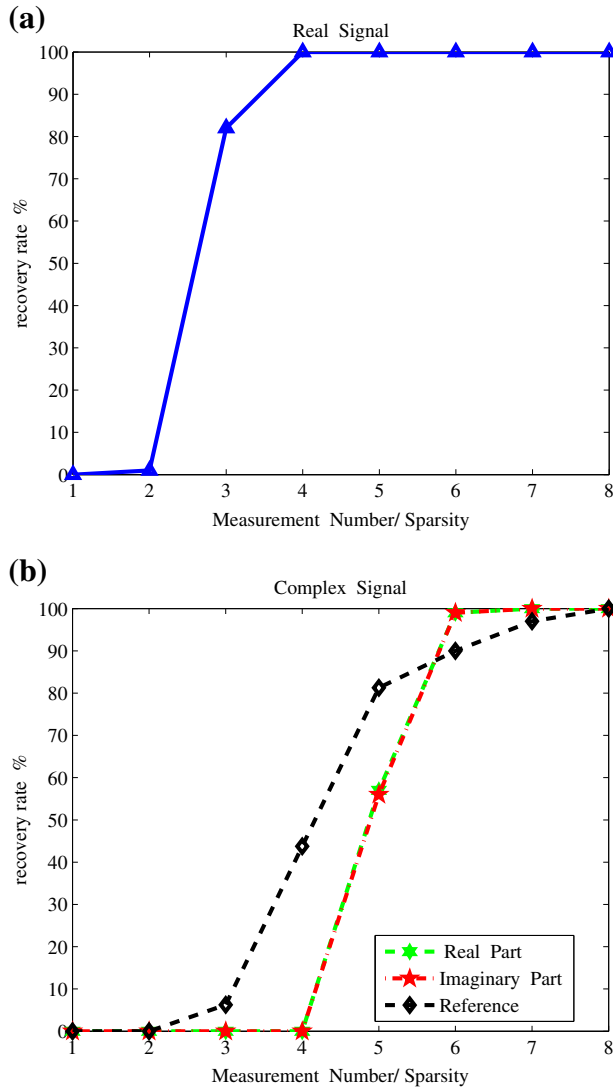 (a)
Real Signal
100
90
80
70
60
50
40
30
20
10
0
recovery rate %
1 2 3 4 5 6 7 8
Measurement Number/ Sparsity
(b)
Complex Signal
100
90
80
70
60
50
40
30
20
10
0
recovery rate %
Real Part
Imaginary Part
Reference
1 2 3 4 5 6 7 8
Measurement Number/ Sparsity